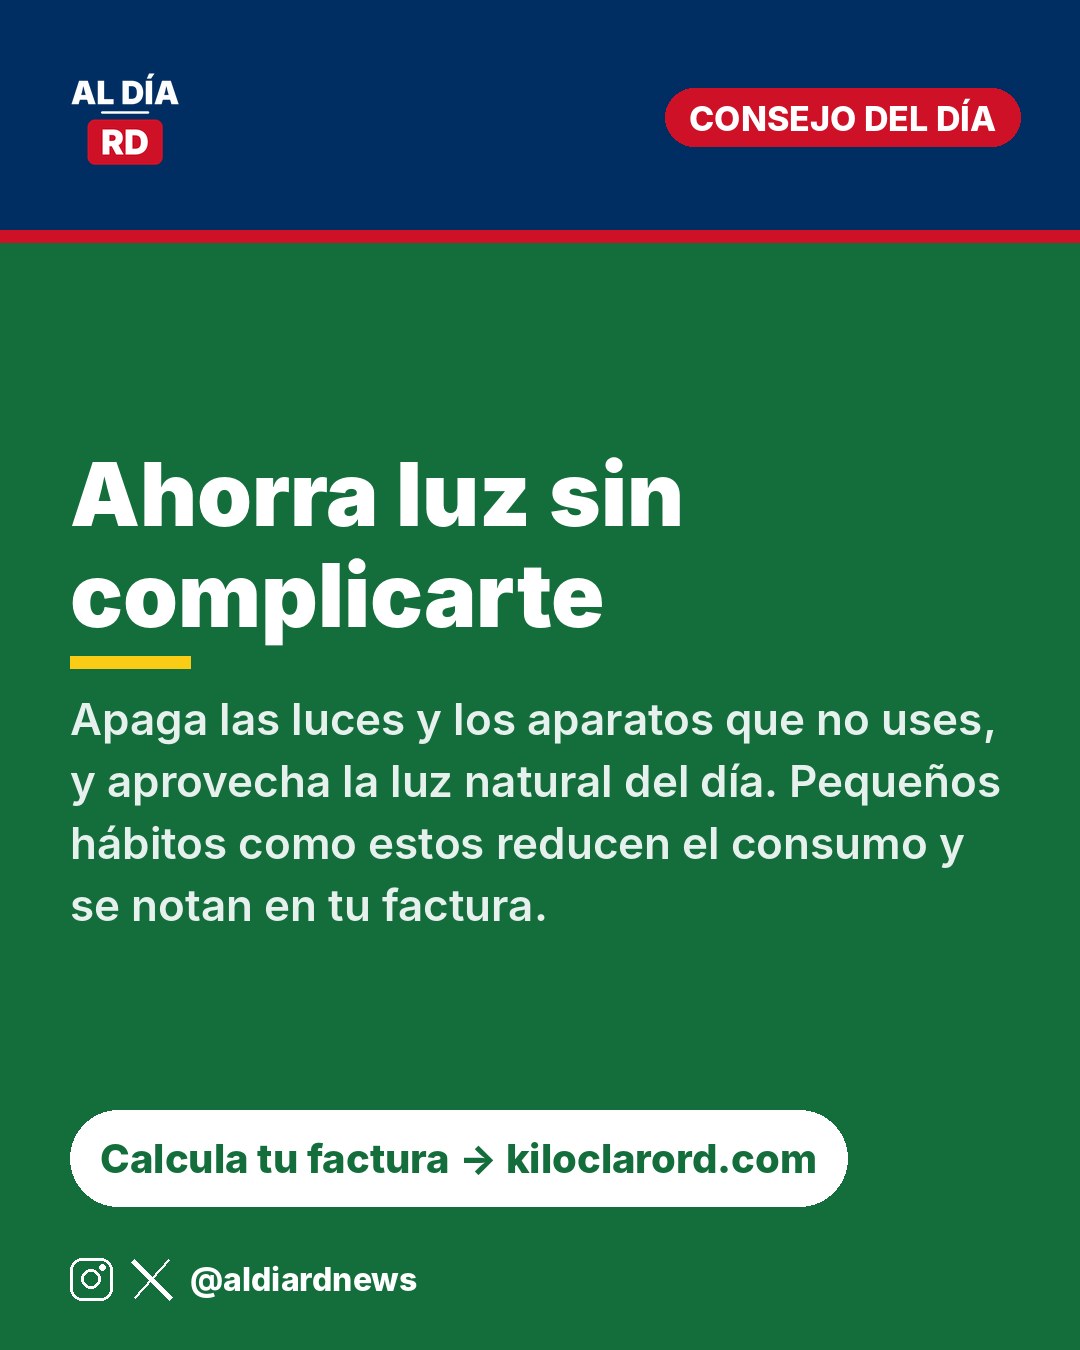 AL DÍA
RD
CONSEJO DEL DÍA
Ahorra luz sin
complicarte
Apaga las luces y los aparatos que no uses,
y aprovecha la luz natural del día. Pequeños
hábitos como estos reducen el consumo y
se notan en tu factura.
Calcula tu factura → kiloclarord.com
@aldiardnews